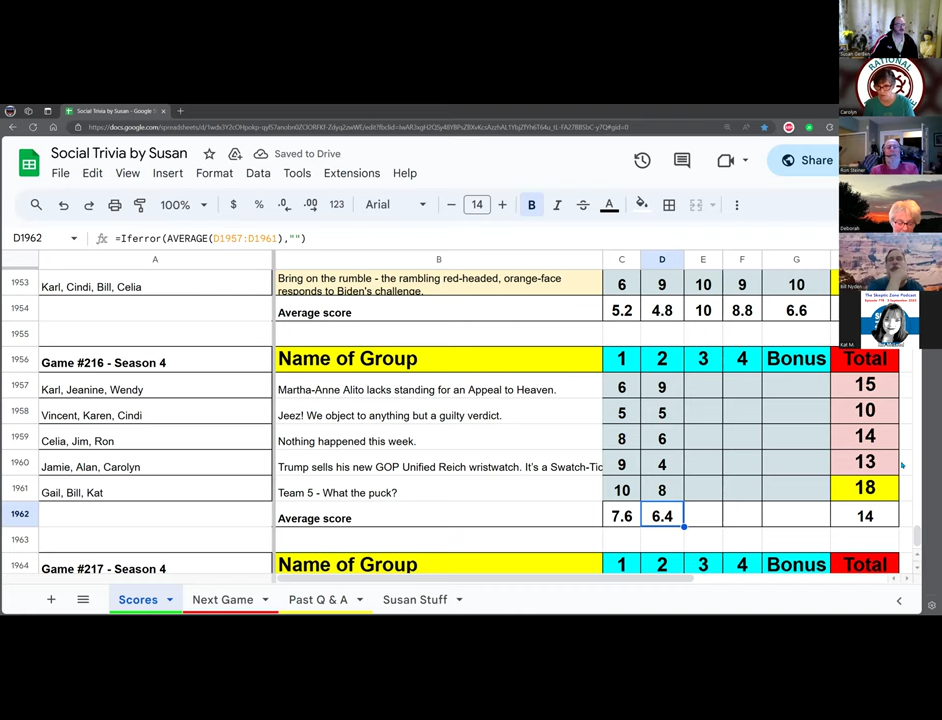 Social Trivia by Susan - Google S
Susan Gerbic
RATIONAL
Carolyn
Social Trivia by Susan
Saved to Drive
File Edit View Insert Format Data Tools Extensions Help
Share
Ron Steiner
100% $ % .0 .00 123 Arial 14 B I S A
Deborah
D1962 =Iferror(AVERAGE(D1957:D1961),"")
A B C D E F G
Bill Nyden
1953 Karl, Cindi, Bill, Celia Bring on the rumble - the rambling red-headed, orange-face 6 9 10 9 10
responds to Biden's challenge.
The Skeptic Zone Podcast
1954 Average score 5.2 4.8 10 8.8 6.6
1955
Kat M.
1956 Game #216 - Season 4 Name of Group 1 2 3 4 Bonus Total
1957 Karl, Jeanine, Wendy Martha-Anne Alito lacks standing for an Appeal to Heaven. 6 9 15
1958 Vincent, Karen, Cindi Jeez! We object to anything but a guilty verdict. 5 5 10
1959 Celia, Jim, Ron Nothing happened this week. 8 6 14
1960 Jamie, Alan, Carolyn Trump sells his new GOP Unified Reich wristwatch. It's a Swatch-Tic 9 4 13
1961 Gail, Bill, Kat Team 5 - What the puck? 10 8 18
1962 Average score 7.6 6.4 14
1963
1964 Game #217 - Season 4 Name of Group 1 2 3 4 Bonus Total
Scores Next Game Past Q & A Susan Stuff